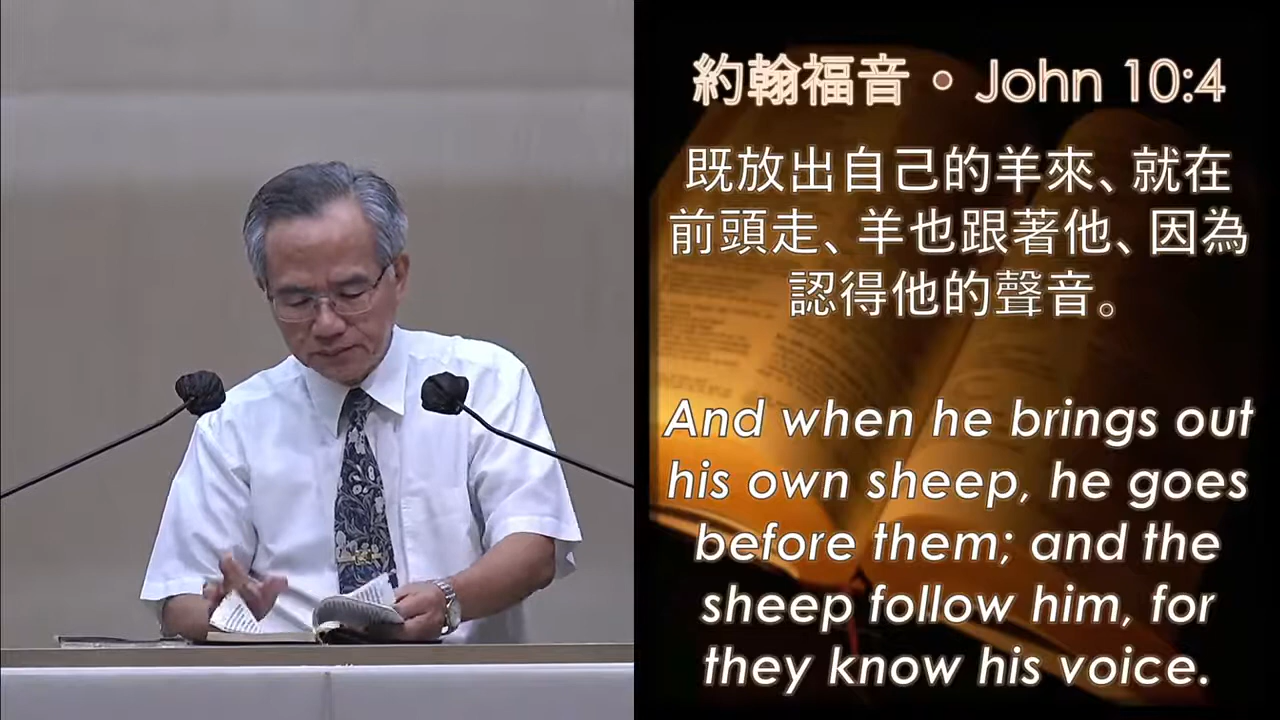 約翰福音 • John 10:4
既放出自己的羊來、就在
前頭走、羊也跟著他、因為
認得他的聲音。
And when he brings out
his own sheep, he goes
before them; and the
sheep follow him, for
they know his voice.